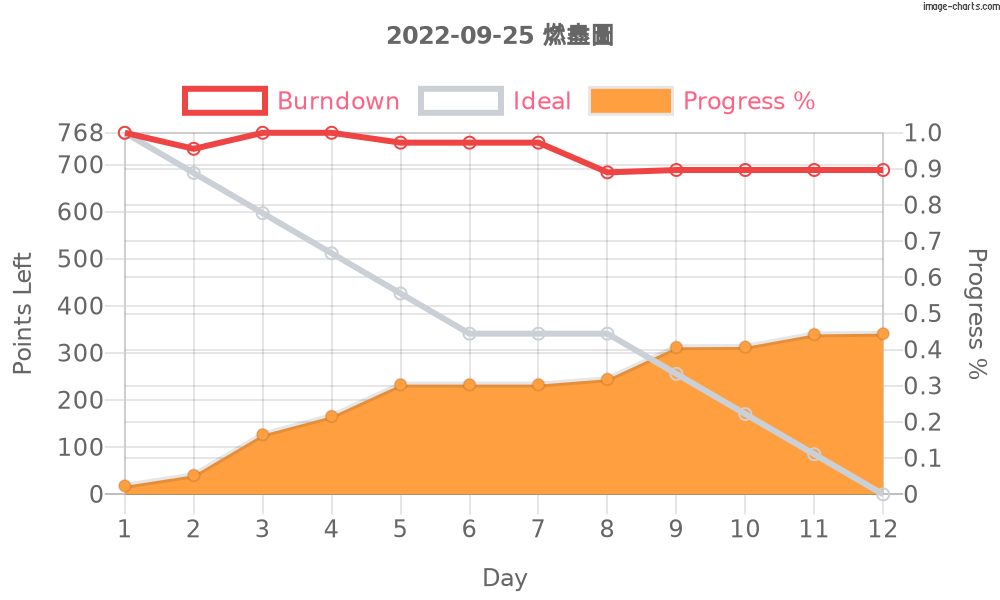 image-charts.com
2022-09-25 燃盡圖
Burndown Ideal Progress %
768 1.0
700 0.9
600 0.8
500 0.7
400 0.6
300 0.5
200 0.4
100 0.3
0 0.2
0.1
0
Points Left
Progress %
1 2 3 4 5 6 7 8 9 10 11 12
Day